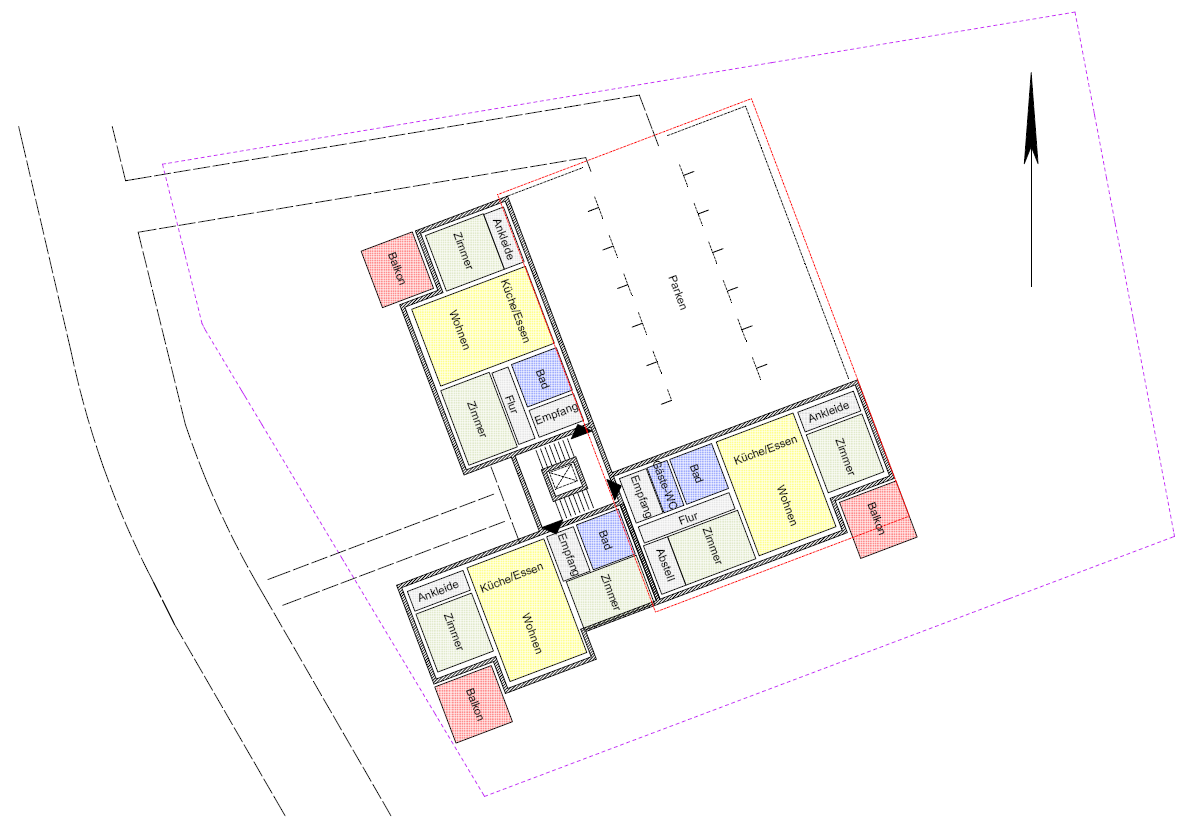 Ankleide
Zimmer
Balkon
Küche/Essen
Wohnen
Bad
Flur
Zimmer
Empfang
Parken
Ankleide
Küche/Essen
Zimmer
Bad
Gäste-WC
Empfang
Wohnen
Balkon
Flur
Zimmer
Abstell
Bad
Empfang
Küche/Essen
Ankleide
Zimmer
Zimmer
Wohnen
Balkon